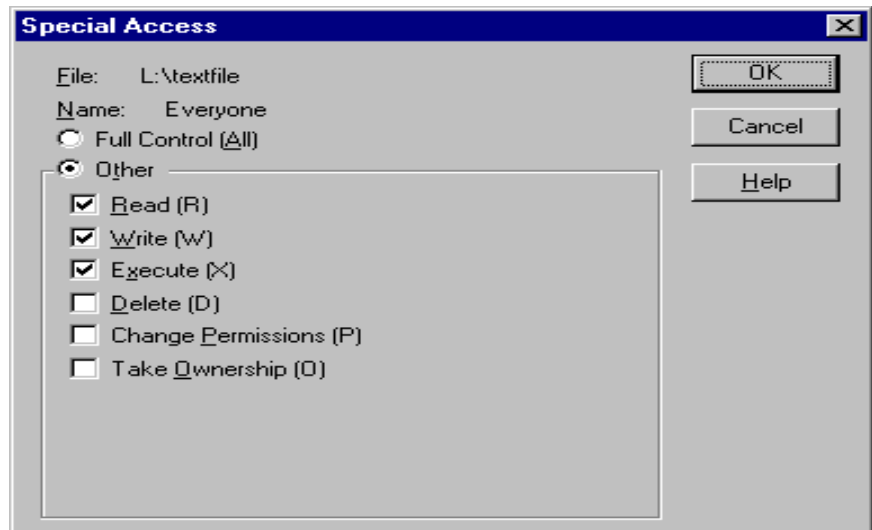 Special Access
File: L:\textfile
OK
Name: Everyone
Full Control (All)
Cancel
Other
Help
Read (R)
Write (W)
Execute (X)
Delete (D)
Change Permissions (P)
Take Ownership (O)